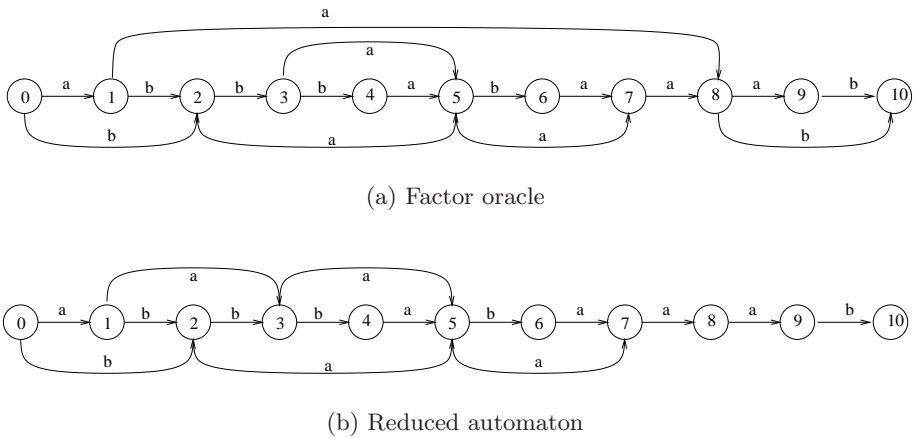 a
a
a b b b a b a a a b
0 1 2 3 4 5 6 7 8 9 10
b a a b
(a) Factor oracle
a a
a b b b a b a a a b
0 1 2 3 4 5 6 7 8 9 10
b a a
(b) Reduced automaton